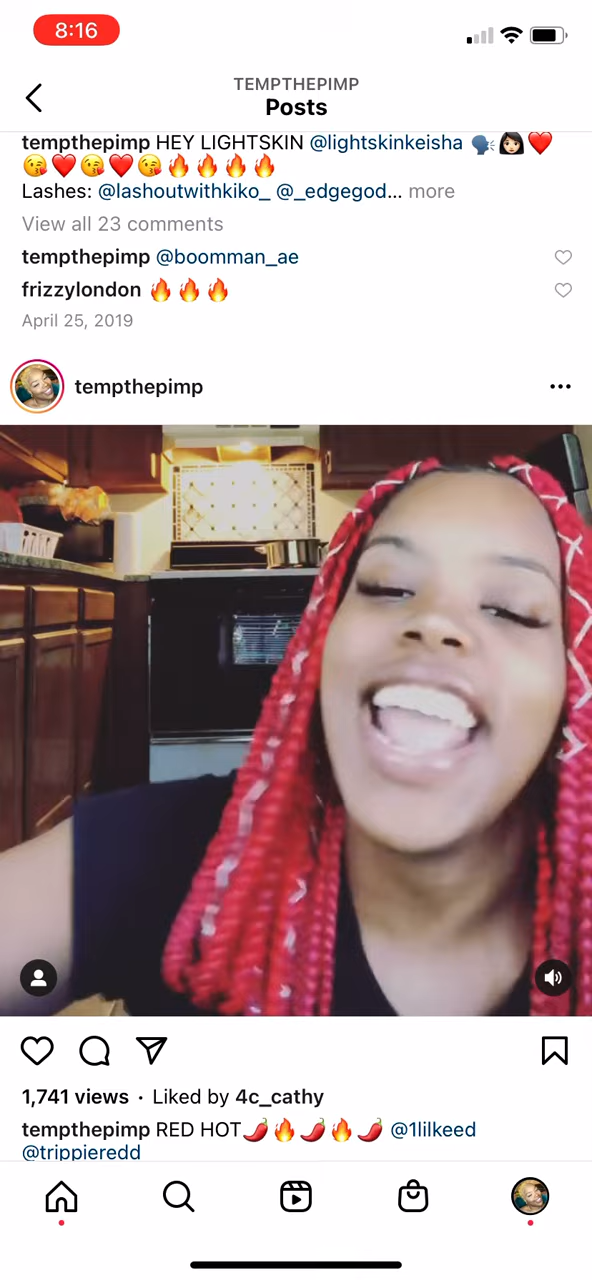 8:16
TEMPTHEPIMP
Posts
tempthepimp HEY LIGHTSKIN @lightskinkeisha 🗣👩🏻❤️
😘❤️😘❤️😘🔥🔥🔥🔥
Lashes: @lashoutwithkiko_ @_edgegod... more
View all 23 comments
tempthepimp @boomman_ae
frizzylondon 🔥🔥🔥
April 25, 2019
tempthepimp
1,741 views · Liked by 4c_cathy
tempthepimp RED HOT🌶🔥🌶🔥🌶 @1lilkeed
@trippieredd